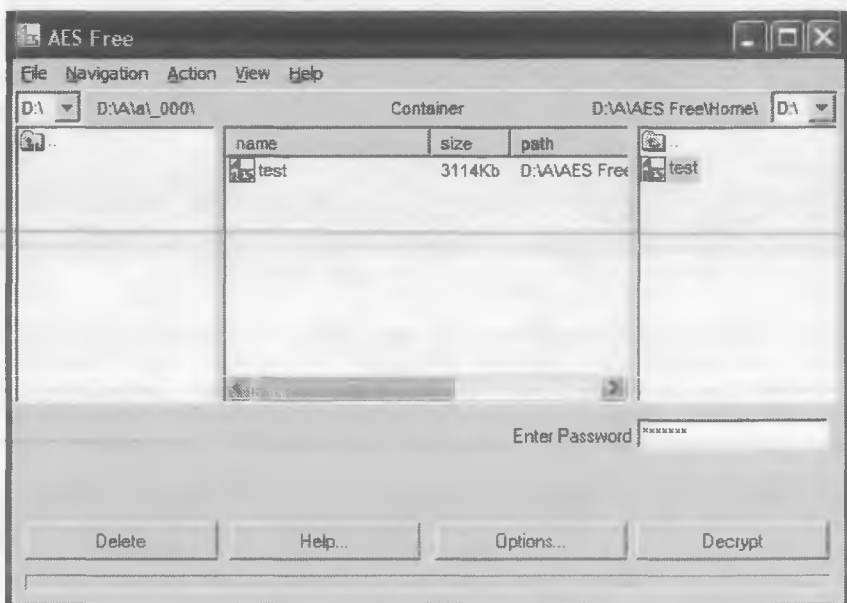 AES Free
File Navigation Action View Help
D:\ D:\A\a\_000\ Container D:\A\AES Free\Home\ D:\
..
name size path
test 3114Kb D:\A\AES Free
..
test
Enter Password *******
Delete Help... Options... Decrypt